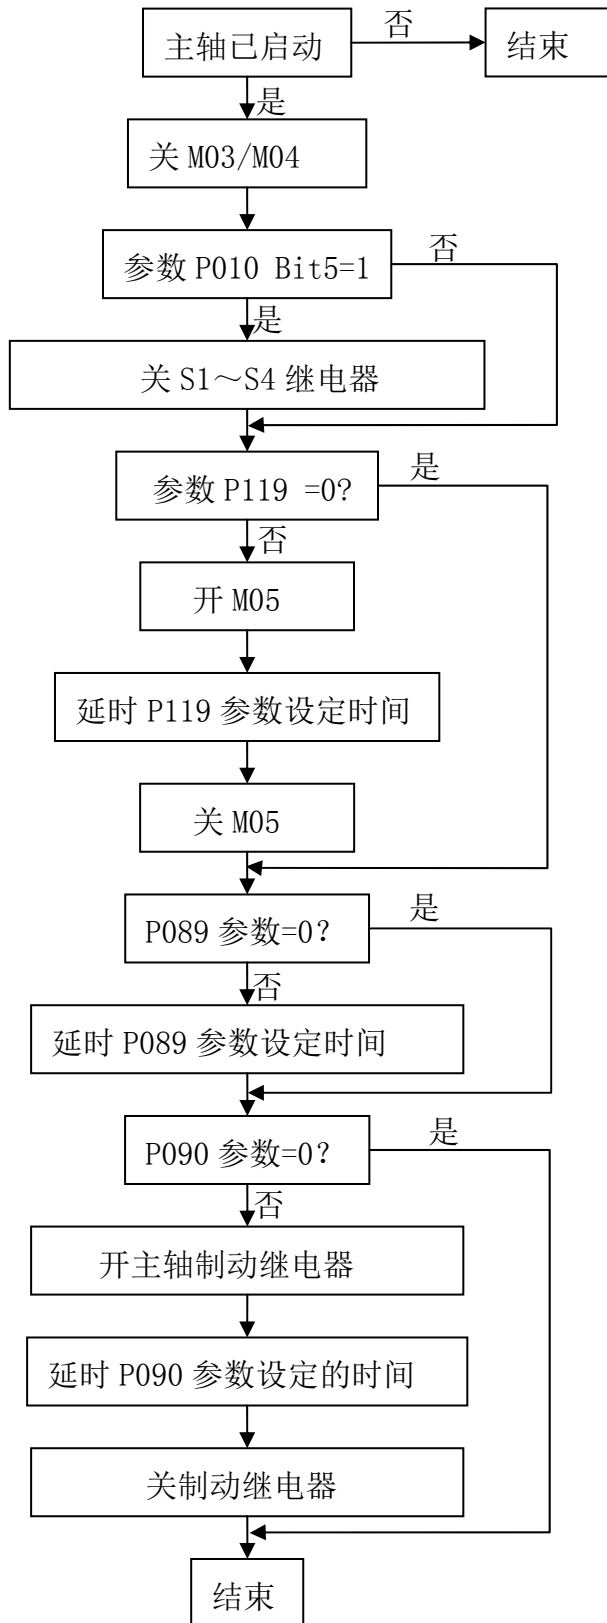 主轴已启动
否
结束
是
关 M03/M04
参数 P010 Bit5=1
否
是
关 S1～S4 继电器
参数 P119 =0?
是
否
开 M05
延时 P119 参数设定时间
关 M05
P089 参数=0?
是
否
延时 P089 参数设定时间
P090 参数=0?
是
否
开主轴制动继电器
延时 P090 参数设定的时间
关制动继电器
结束